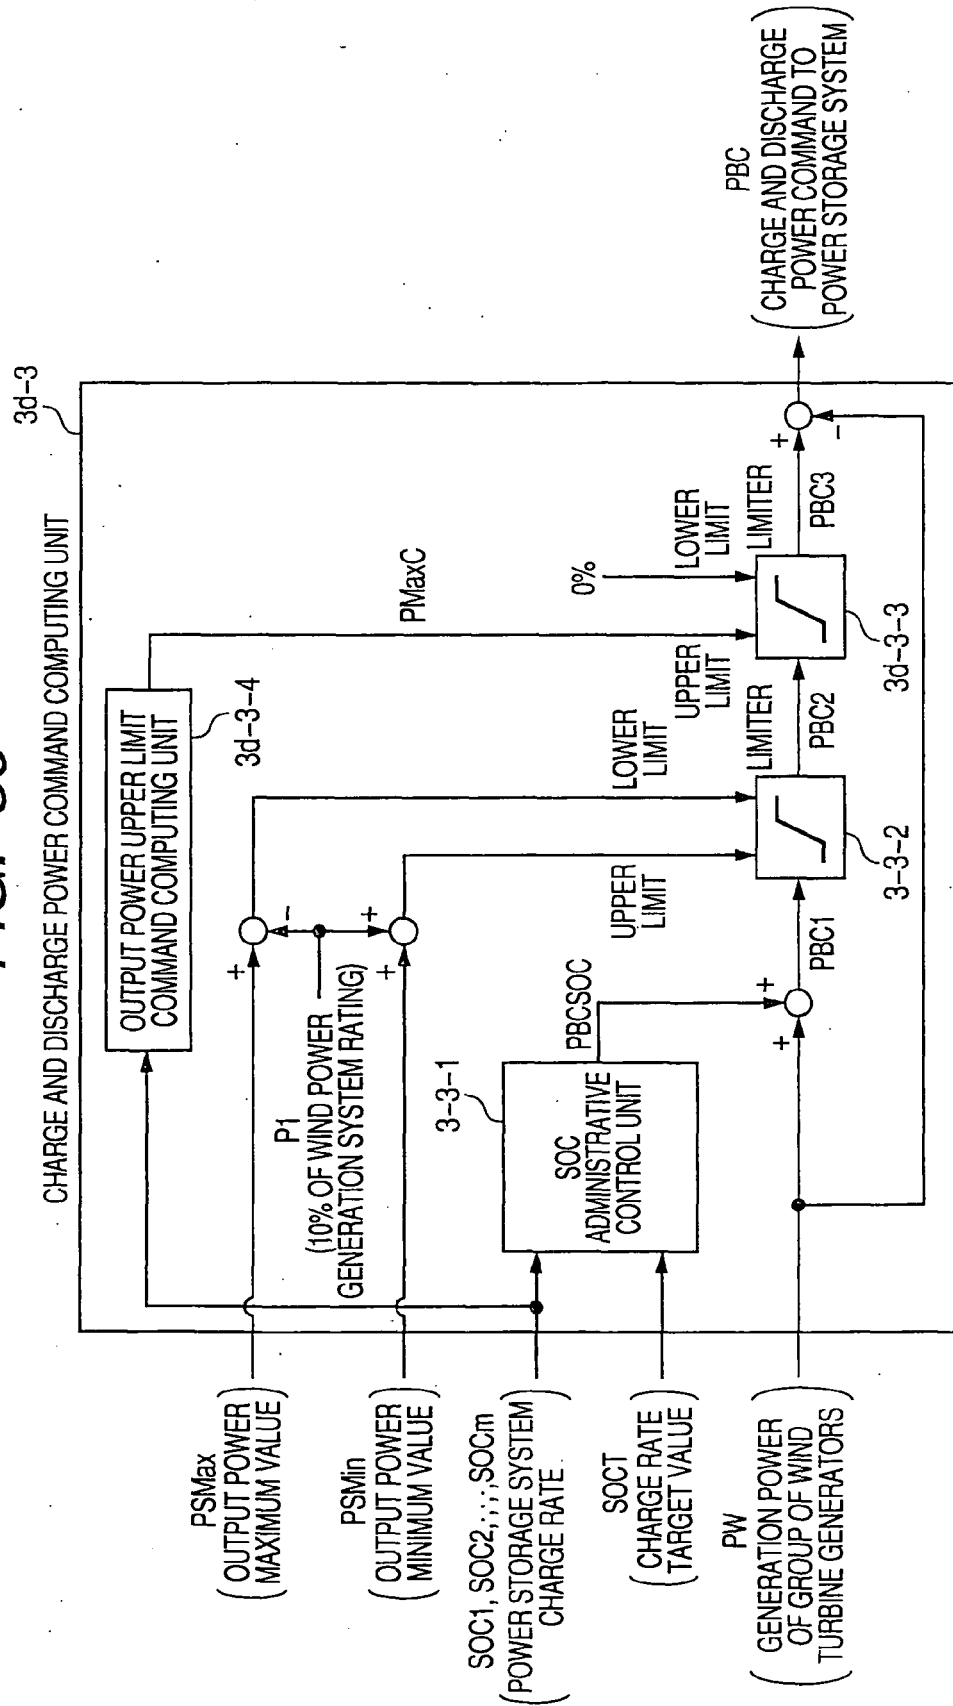 CHARGE AND DISCHARGE POWER COMMAND COMPUTING UNIT
3d-3
OUTPUT POWER UPPER LIMIT
COMMAND COMPUTING UNIT
3d-3-4
PMaxC
PSMax
(OUTPUT POWER
MAXIMUM VALUE)
+
-
P1
(10% OF WIND POWER
GENERATION SYSTEM RATING)
+
+
PSMin
(OUTPUT POWER
MINIMUM VALUE)
SOC1, SOC2,;;;,SOCm
(POWER STORAGE SYSTEM
CHARGE RATE)
3-3-1
SOC
ADMINISTRATIVE
CONTROL UNIT
PBCSOC
SOCT
(CHARGE RATE
TARGET VALUE)
PW
(GENERATION POWER
OF GROUP OF WIND
TURBINE GENERATORS)
+
+
PBC1
UPPER
LIMIT
LOWER
LIMIT
LIMITER
3-3-2
PBC2
UPPER
LIMIT
0%
LOWER
LIMIT
LIMITER
3d-3-3
PBC3
+
-
PBC
(CHARGE AND DISCHARGE
POWER COMMAND TO
POWER STORAGE SYSTEM)